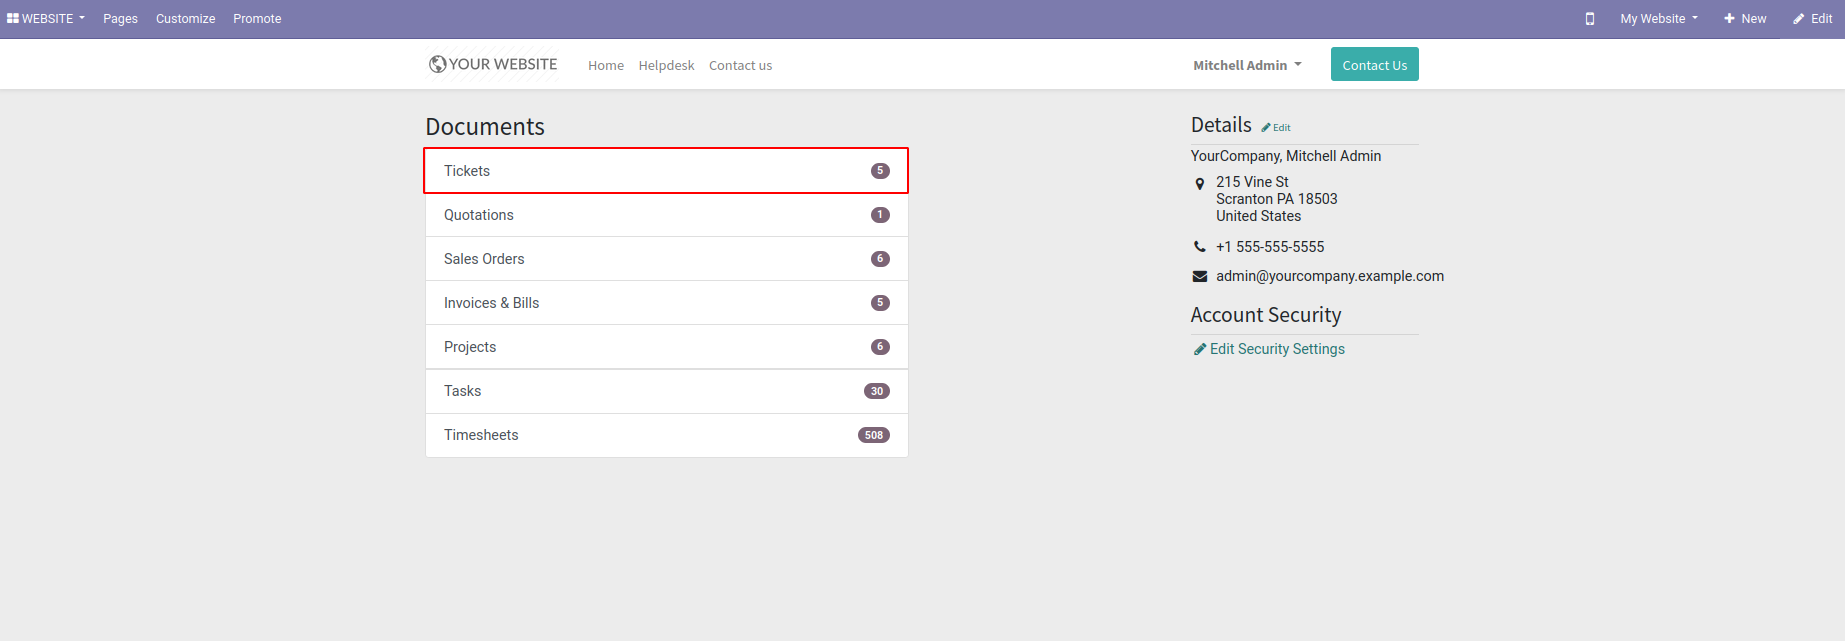 WEBSITE Pages Customize Promote My Website New Edit
YOUR WEBSITE Home Helpdesk Contact us Mitchell Admin Contact Us
Documents
Tickets 5
Quotations 1
Sales Orders 6
Invoices & Bills 5
Projects 6
Tasks 30
Timesheets 508
Details Edit
YourCompany, Mitchell Admin
215 Vine St
Scranton PA 18503
United States
+1 555-555-5555
admin@yourcompany.example.com
Account Security
Edit Security Settings